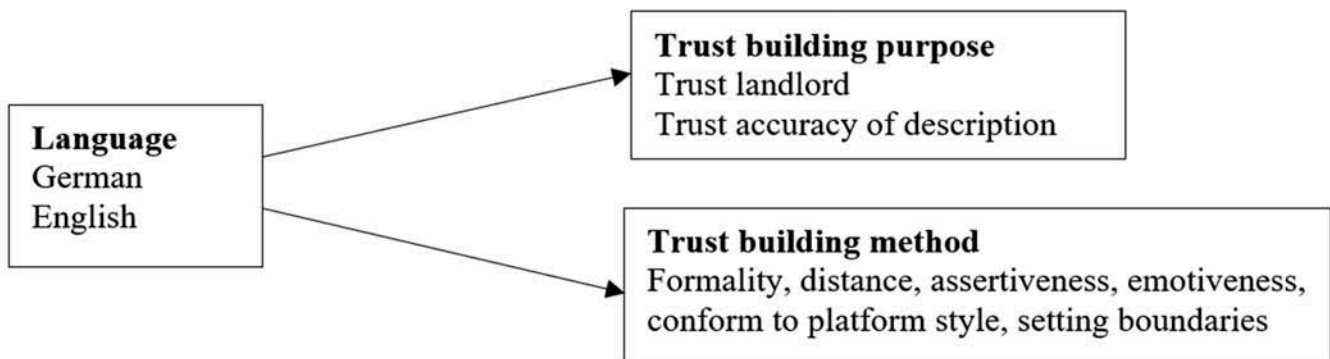 Language
German
English
Trust building purpose
Trust landlord
Trust accuracy of description
Trust building method
Formality, distance, assertiveness, emotiveness,
conform to platform style, setting boundaries